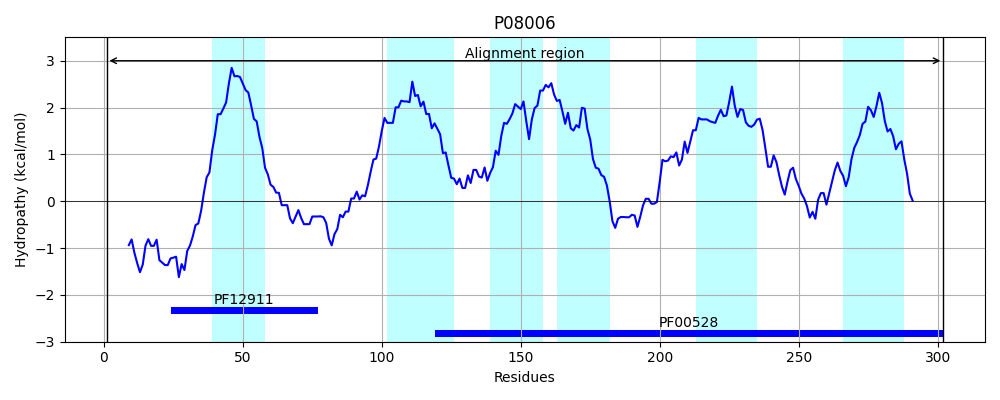 P08006
Alignment region
Hydropathy (kcal/mol)
3
2
1
0
−1
−2
−3
PF12911
PF00528
0 50 100 150 200 250 300
Residues